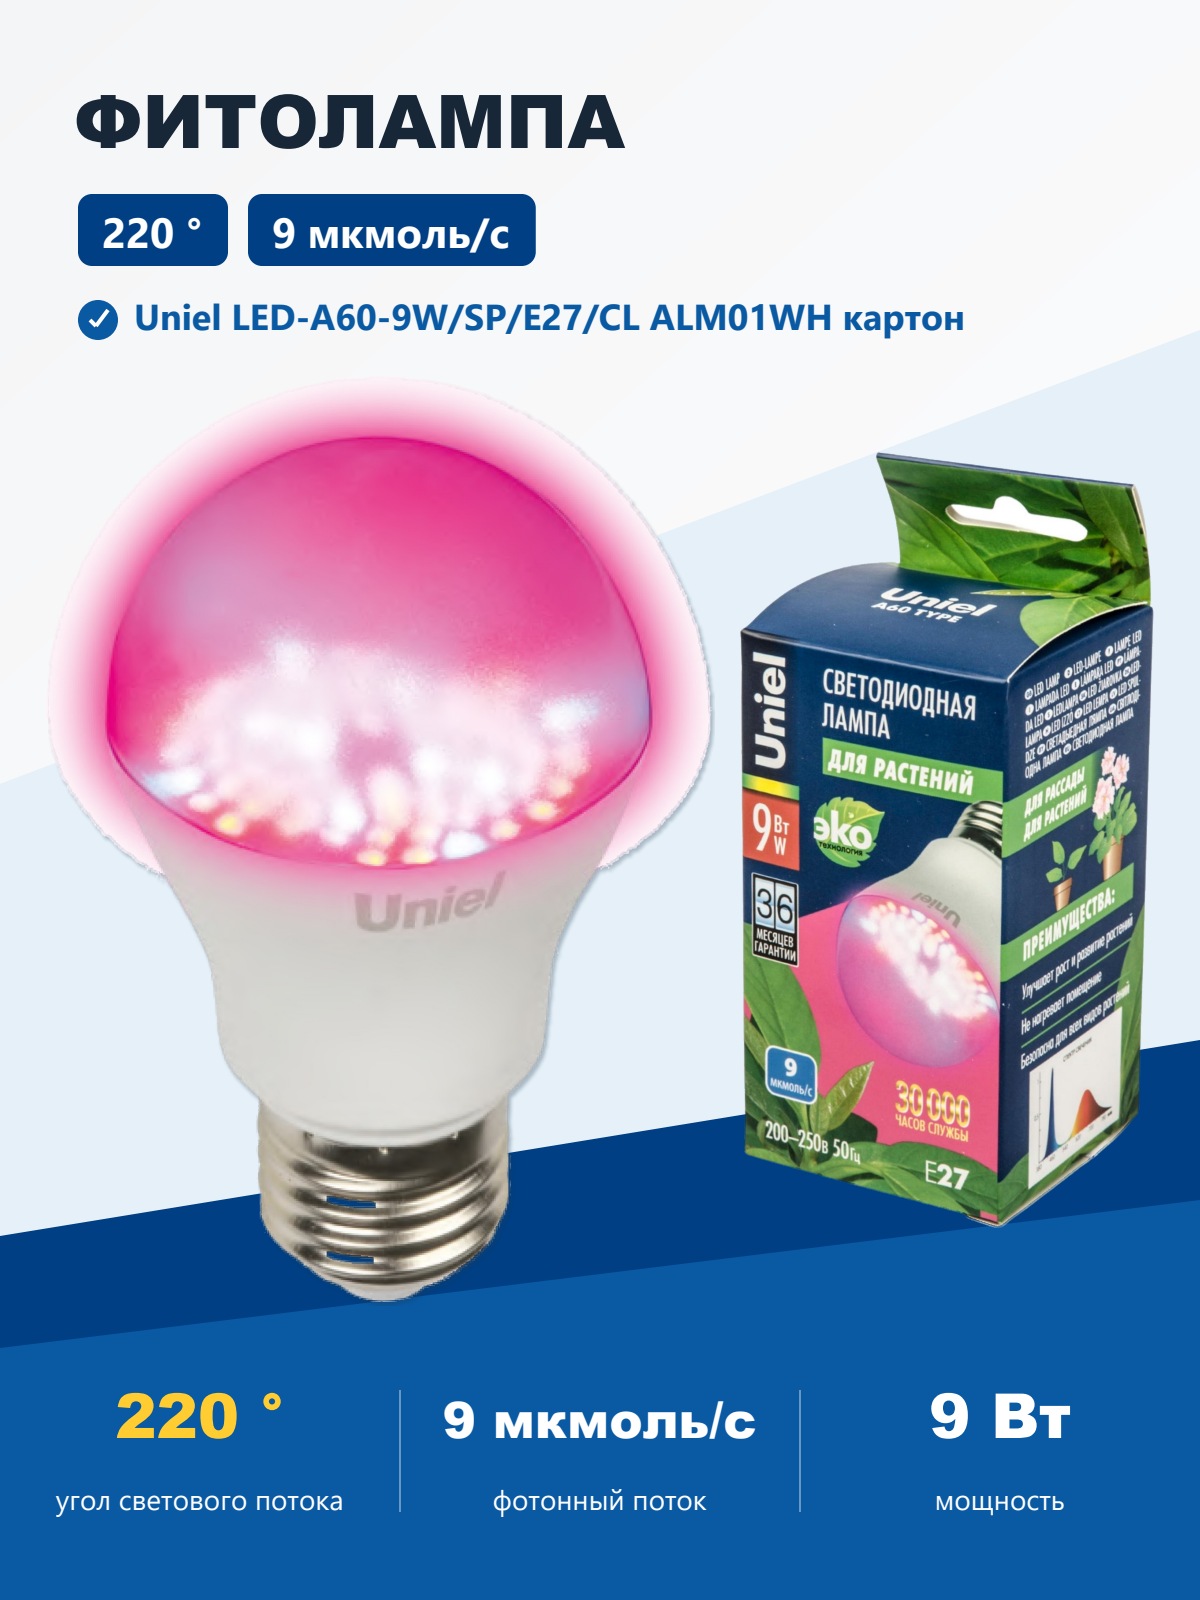 ФИТОЛАМПА
220 °
9 мкмоль/с
Uniel LED-A60-9W/SP/E27/CL ALM01WH картон
Uniel
Uniel
A60 TYPE
Uniel
СВЕТОДИОДНАЯ
ЛАМПА
ДЛЯ РАСТЕНИЙ
9 Вт
W
эко
технология
36
МЕСЯЦЕВ
ГАРАНТИИ
Uniel
9
мкмоль/с
30 000
ЧАСОВ СЛУЖБЫ
200–250В 50Гц
E27
ДЛЯ РАССАДЫ
ДЛЯ РАСТЕНИЙ
ПРЕИМУЩЕСТВА:
Улучшает рост и развитие растений
Не нагревает помещение
Безопасна для всех видов растений
220 °
угол светового потока
9 мкмоль/с
фотонный поток
9 Вт
мощность